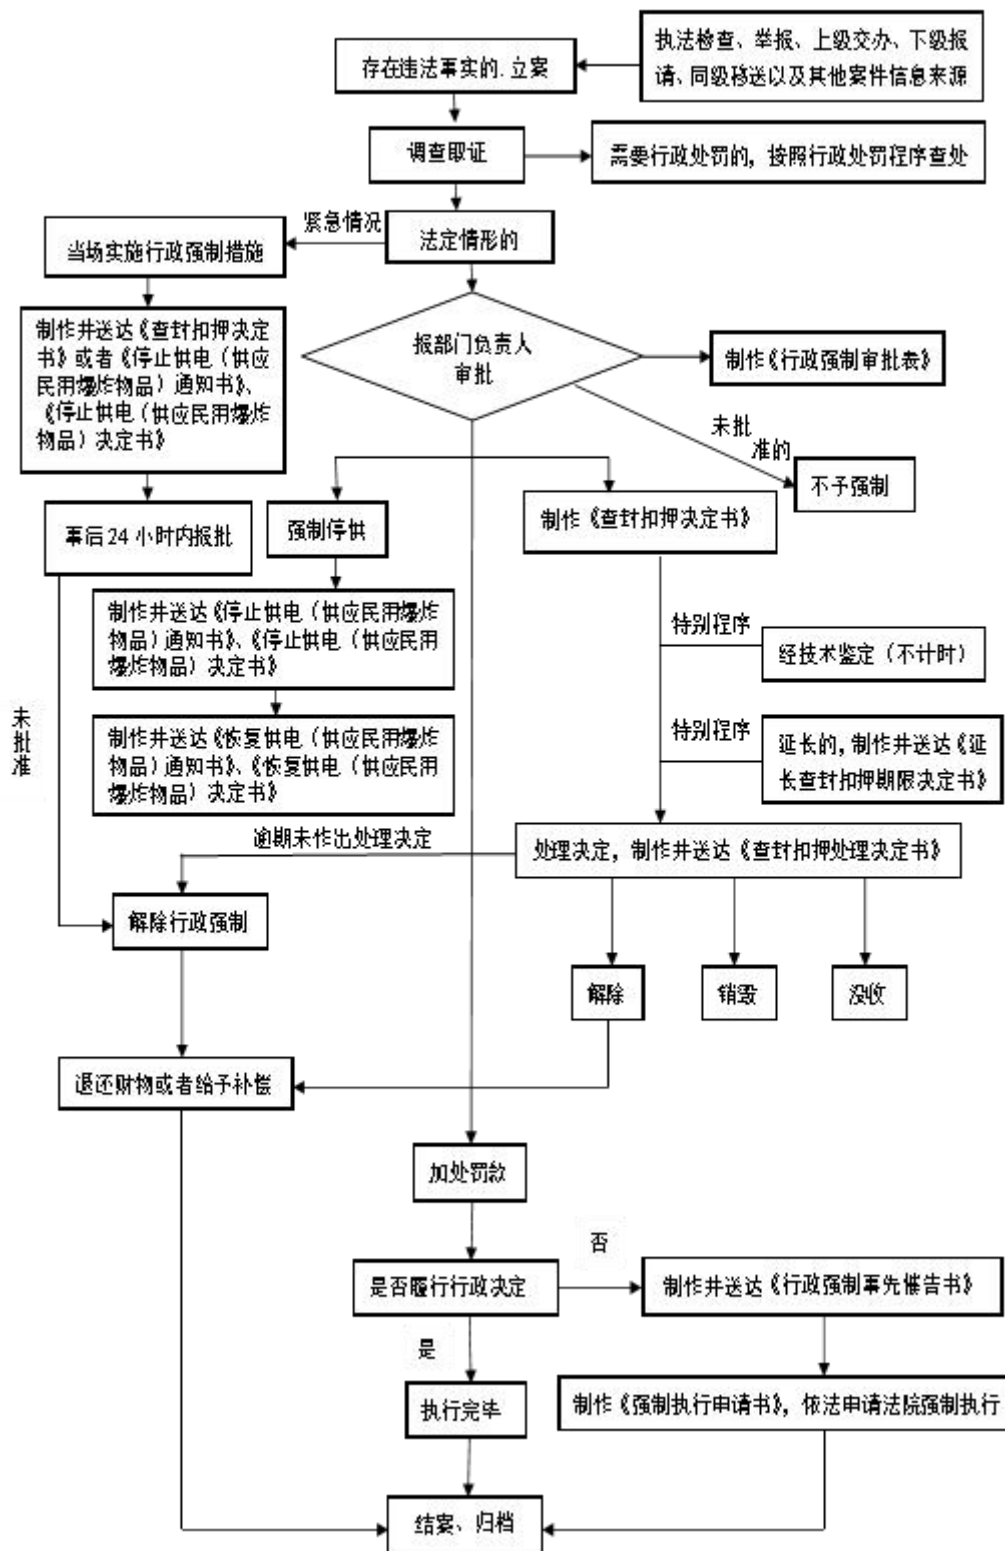 执法检查、举报、上级交办、下级报
请、同级移送以及其他案件信息来源
存在违法事实的.立案
调查取证
需要行政处罚的，按照行政处罚程序查处
紧急情况
法定情形的
当场实施行政强制措施
制作并送达《查封扣押决定
书》或者《停止供电（供应
民用爆炸物品）通知书》、
《停止供电（供应民用爆炸
物品）决定书》
报部门负责人
审批
制作《行政强制审批表》
未批
准的
不予强制
事后24小时内报批
强制停供
制作《查封扣押决定书》
制作并送达《停止供电（供应民用爆炸
物品）通知书》、《停止供电（供应民用
爆炸物品）决定书》
特别程序
经技术鉴定（不计时）
未
批
准
制作并送达《恢复供电（供应民用爆炸
物品）通知书》、《恢复供电（供应民用
爆炸物品）决定书》
特别程序
延长的，制作并送达《延
长查封扣押期限决定书》
逾期未作出处理决定
处理决定，制作并送达《查封扣押处理决定书》
解除行政强制
解除
销毁
没收
退还财物或者给予补偿
加处罚款
否
是否履行行政决定
制作并送达《行政强制事先催告书》
是
执行完毕
制作《强制执行申请书》，依法申请法院强制执行
结案、归档